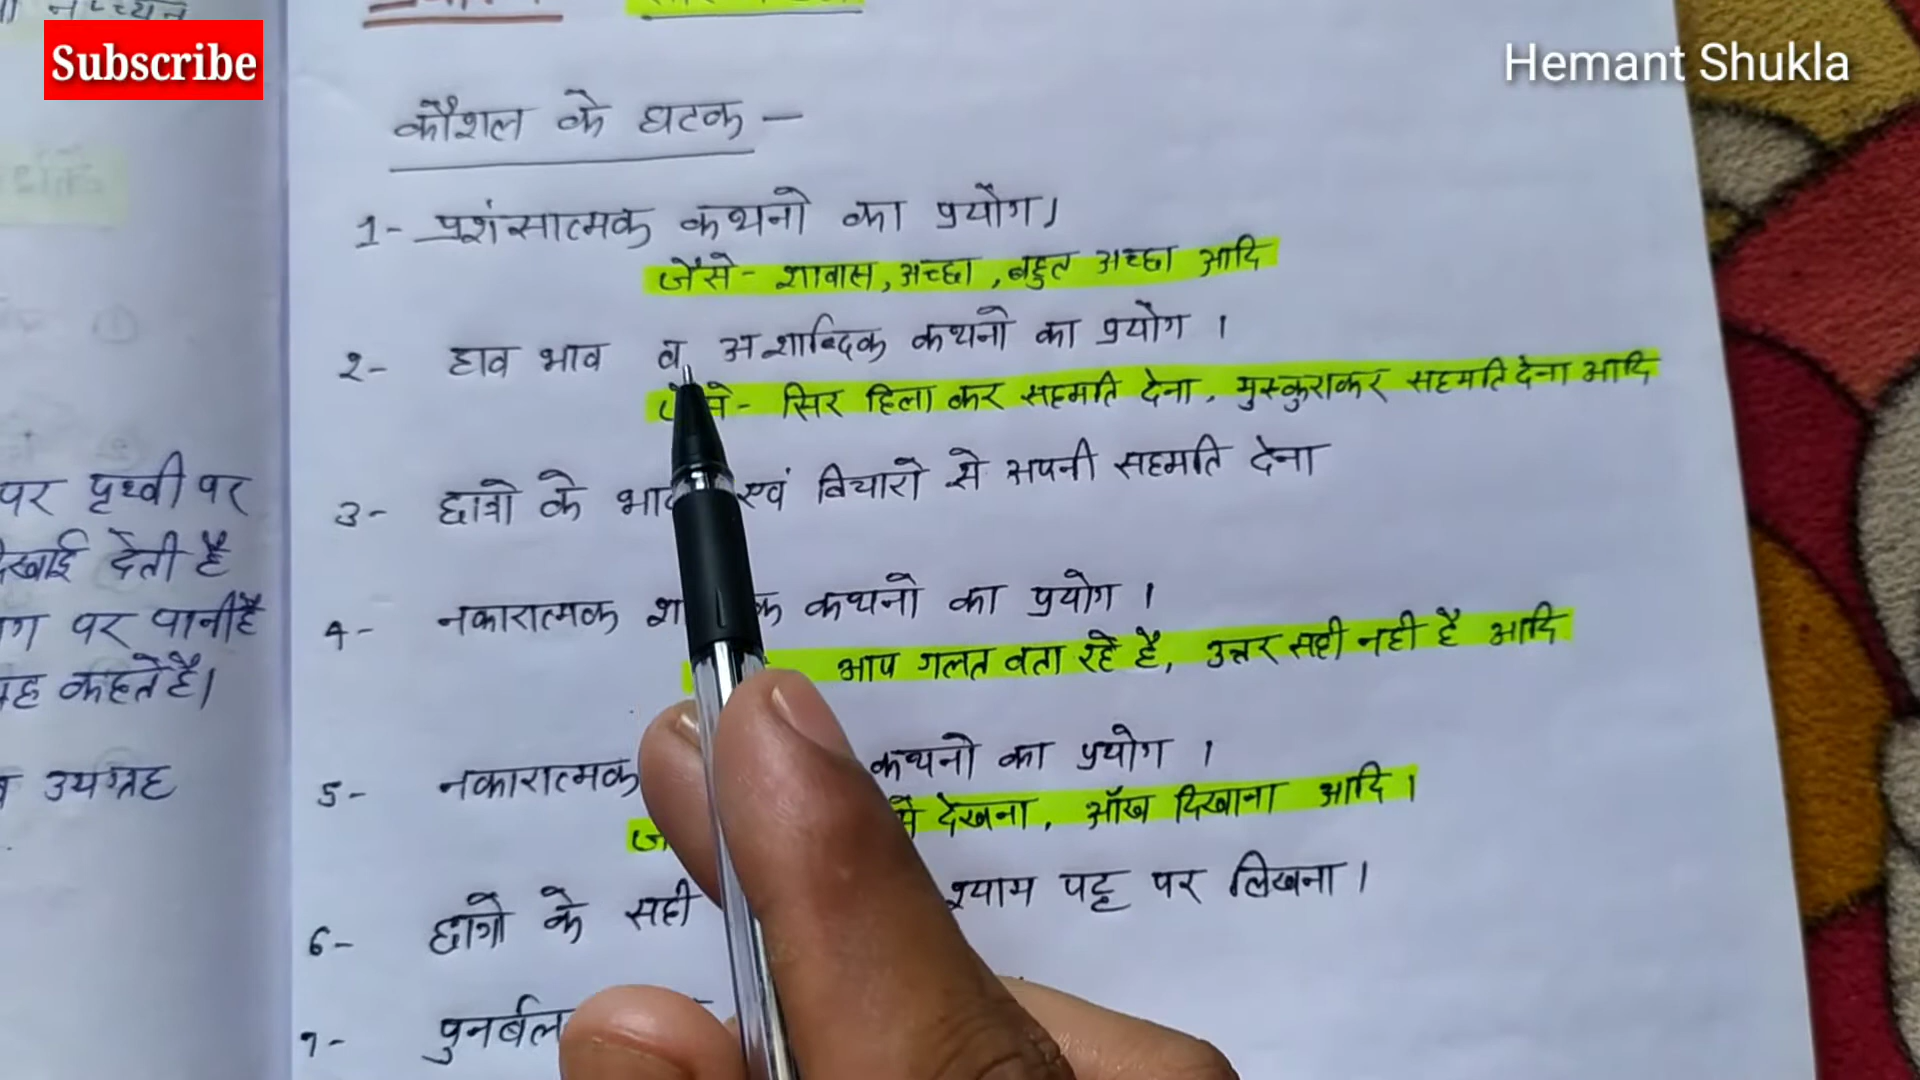 Subscribe
Hemant Shukla
कौशल के घटक –
1- प्रशंसात्मक कथनो का प्रयोग।
जैसे - शाबास, अच्छा, बहुत अच्छा आदि
2- हाव भाव व अशाब्दिक कथनो का प्रयोग ।
सिर हिला कर सहमति देना, मुस्कुराकर सहमति देना आदि
3- छात्रो के एवं विचारो से अपनी सहमति देना
4- नकारात्मक कथनो का प्रयोग ।
आप गलत बता रहे है, उत्तर सही नही है आदि
5- नकारात्मक कथनो का प्रयोग ।
देखना, आँख दिखाना आदि।
6- छात्रो के सही श्याम पट्ट पर लिखना।
7- पुनर्बल
पर पृथ्वी पर
देती है
पर पानी है
कहते है।
उपग्रह